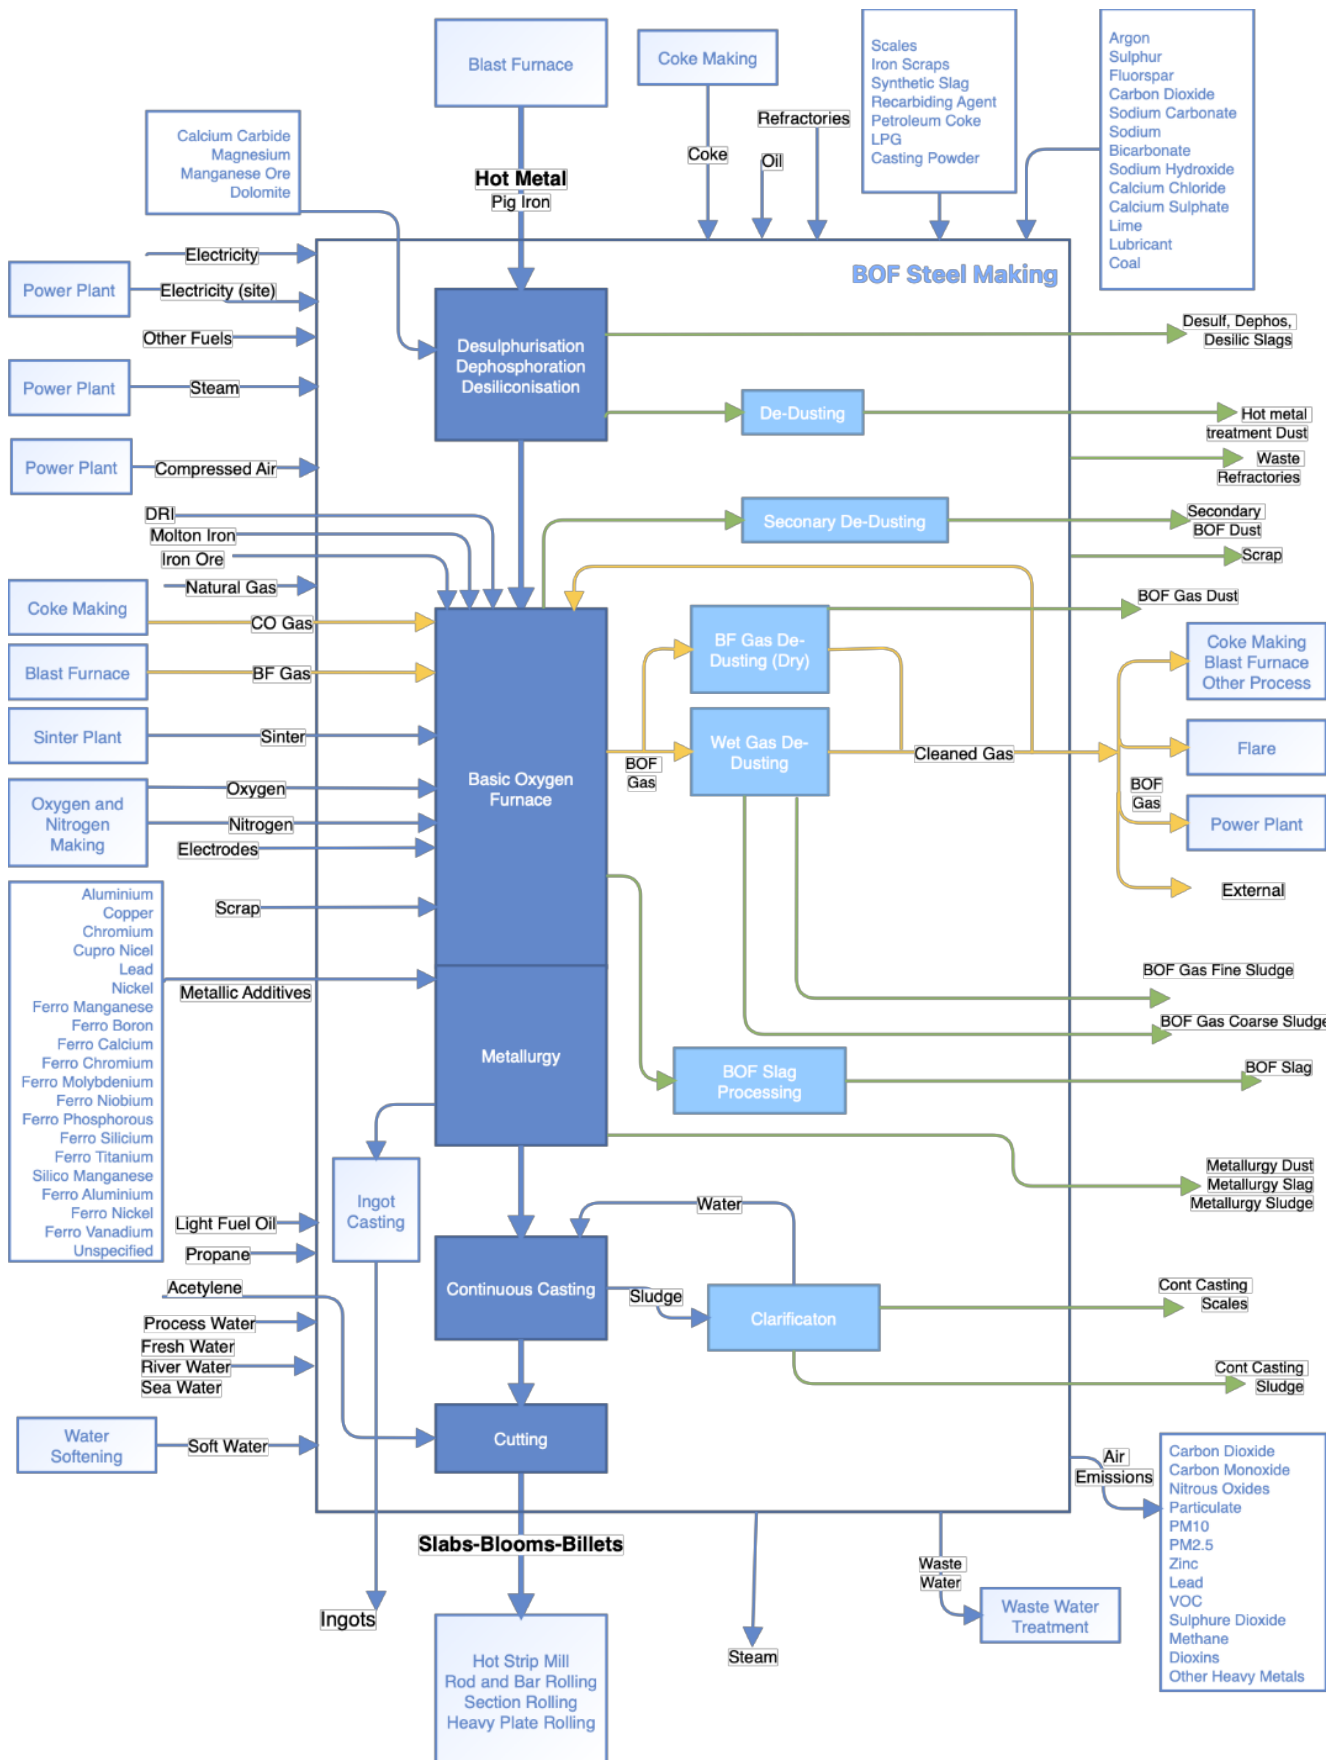 Blast Furnace
Coke Making
Scales
Iron Scraps
Synthetic Slag
Recarbiding Agent
Petroleum Coke
LPG
Casting Powder
Argon
Sulphur
Fluorspar
Carbon Dioxide
Sodium Carbonate
Sodium
Bicarbonate
Sodium Hydroxide
Calcium Chloride
Calcium Sulphate
Lime
Lubricant
Coal
Calcium Carbide
Magnesium
Manganese Ore
Dolomite
Hot Metal
Pig Iron
Coke
Oil
Refractories
BOF Steel Making
Electricity
Power Plant
Electricity (site)
Other Fuels
Power Plant
Steam
Power Plant
Compressed Air
Desulphurisation
Dephosphoration
Desiliconisation
Desulf, Dephos,
Desilic Slags
De-Dusting
Hot metal
treatment Dust
Waste
Refractories
DRI
Molton Iron
Iron Ore
Natural Gas
Seconary De-Dusting
Secondary
BOF Dust
Scrap
Coke Making
CO Gas
Blast Furnace
BF Gas
Sinter Plant
Sinter
Oxygen and
Nitrogen
Making
Oxygen
Nitrogen
Electrodes
Scrap
Basic Oxygen
Furnace
BF Gas De-
Dusting (Dry)
Wet Gas De-
Dusting
BOF
Gas
Cleaned Gas
BOF Gas Dust
Coke Making
Blast Furnace
Other Process
Flare
BOF
Gas
Power Plant
External
Aluminium
Copper
Chromium
Cupro Nicel
Lead
Nickel
Ferro Manganese
Ferro Boron
Ferro Calcium
Ferro Chromium
Ferro Molybdenium
Ferro Niobium
Ferro Phosphorous
Ferro Silicium
Ferro Titanium
Silico Manganese
Ferro Aluminium
Ferro Nickel
Ferro Vanadium
Unspecified
Metallic Additives
Metallurgy
BOF Gas Fine Sludge
BOF Gas Coarse Sludge
BOF Slag
Processing
BOF Slag
Metallurgy Dust
Metallurgy Slag
Metallurgy Sludge
Ingot
Casting
Water
Light Fuel Oil
Propane
Acetylene
Process Water
Fresh Water
River Water
Sea Water
Continuous Casting
Sludge
Clarificaton
Cont Casting
Scales
Cont Casting
Sludge
Water
Softening
Soft Water
Cutting
Air
Emissions
Carbon Dioxide
Carbon Monoxide
Nitrous Oxides
Particulate
PM10
PM2.5
Zinc
Lead
VOC
Sulphure Dioxide
Methane
Dioxins
Other Heavy Metals
Slabs-Blooms-Billets
Waste
Water
Waste Water
Treatment
Ingots
Steam
Hot Strip Mill
Rod and Bar Rolling
Section Rolling
Heavy Plate Rolling